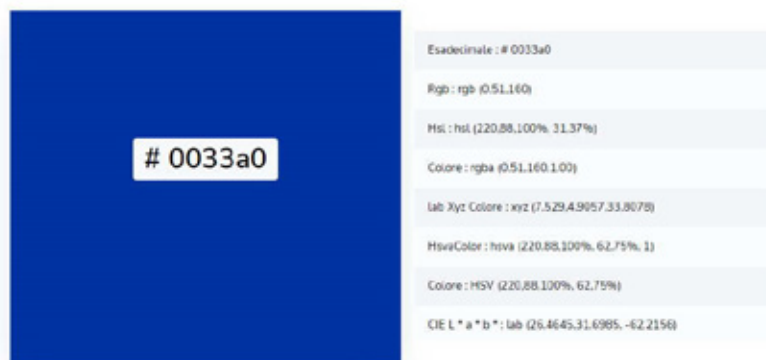 # 0033a0
Esadecimale : # 0033a0
Rgb : rgb (0.51.160)
Hsl : hsl (220.88.100%. 31.37%)
Colore : rgba (0.51.160.1.00)
lab Xyz Colore : xyz (7.529.4.9057.33.8078)
HsvaColor : hsva (220.88.100%. 62.75%. 1)
Colore : HSV (220.88.100%. 62.75%)
CIE L * a * b * : lab (26.4645.31.6985. -62.2156)